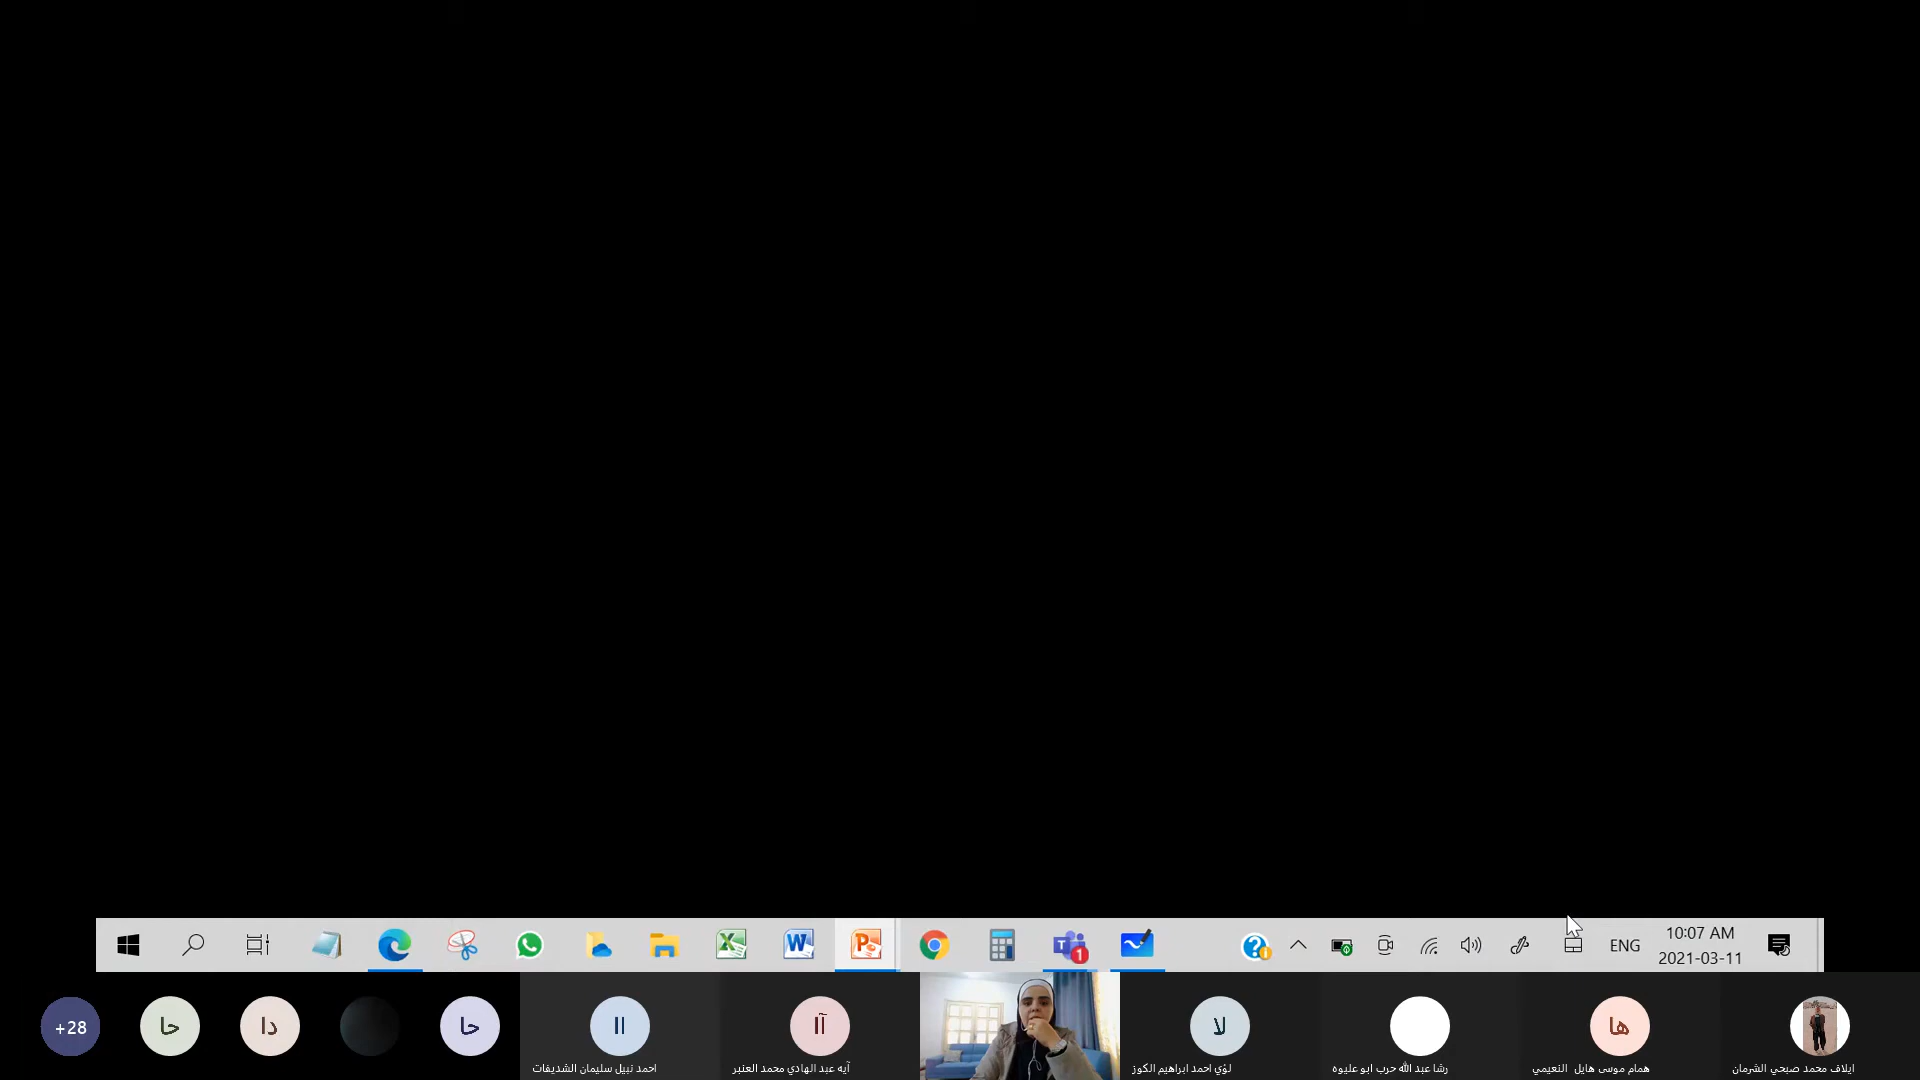 ENG
10:07 AM
2021-03-11
1
+28
حا
دا
حا
اا
آا
لا
ها
احمد نبيل سليمان الشديفات
آيه عبد الهادي محمد العنبر
لؤي احمد ابراهيم الكوز
رشا عبد الله حرب ابو عليوه
همام موسى هايل النعيمي
ايلاف محمد صبحي الشرمان